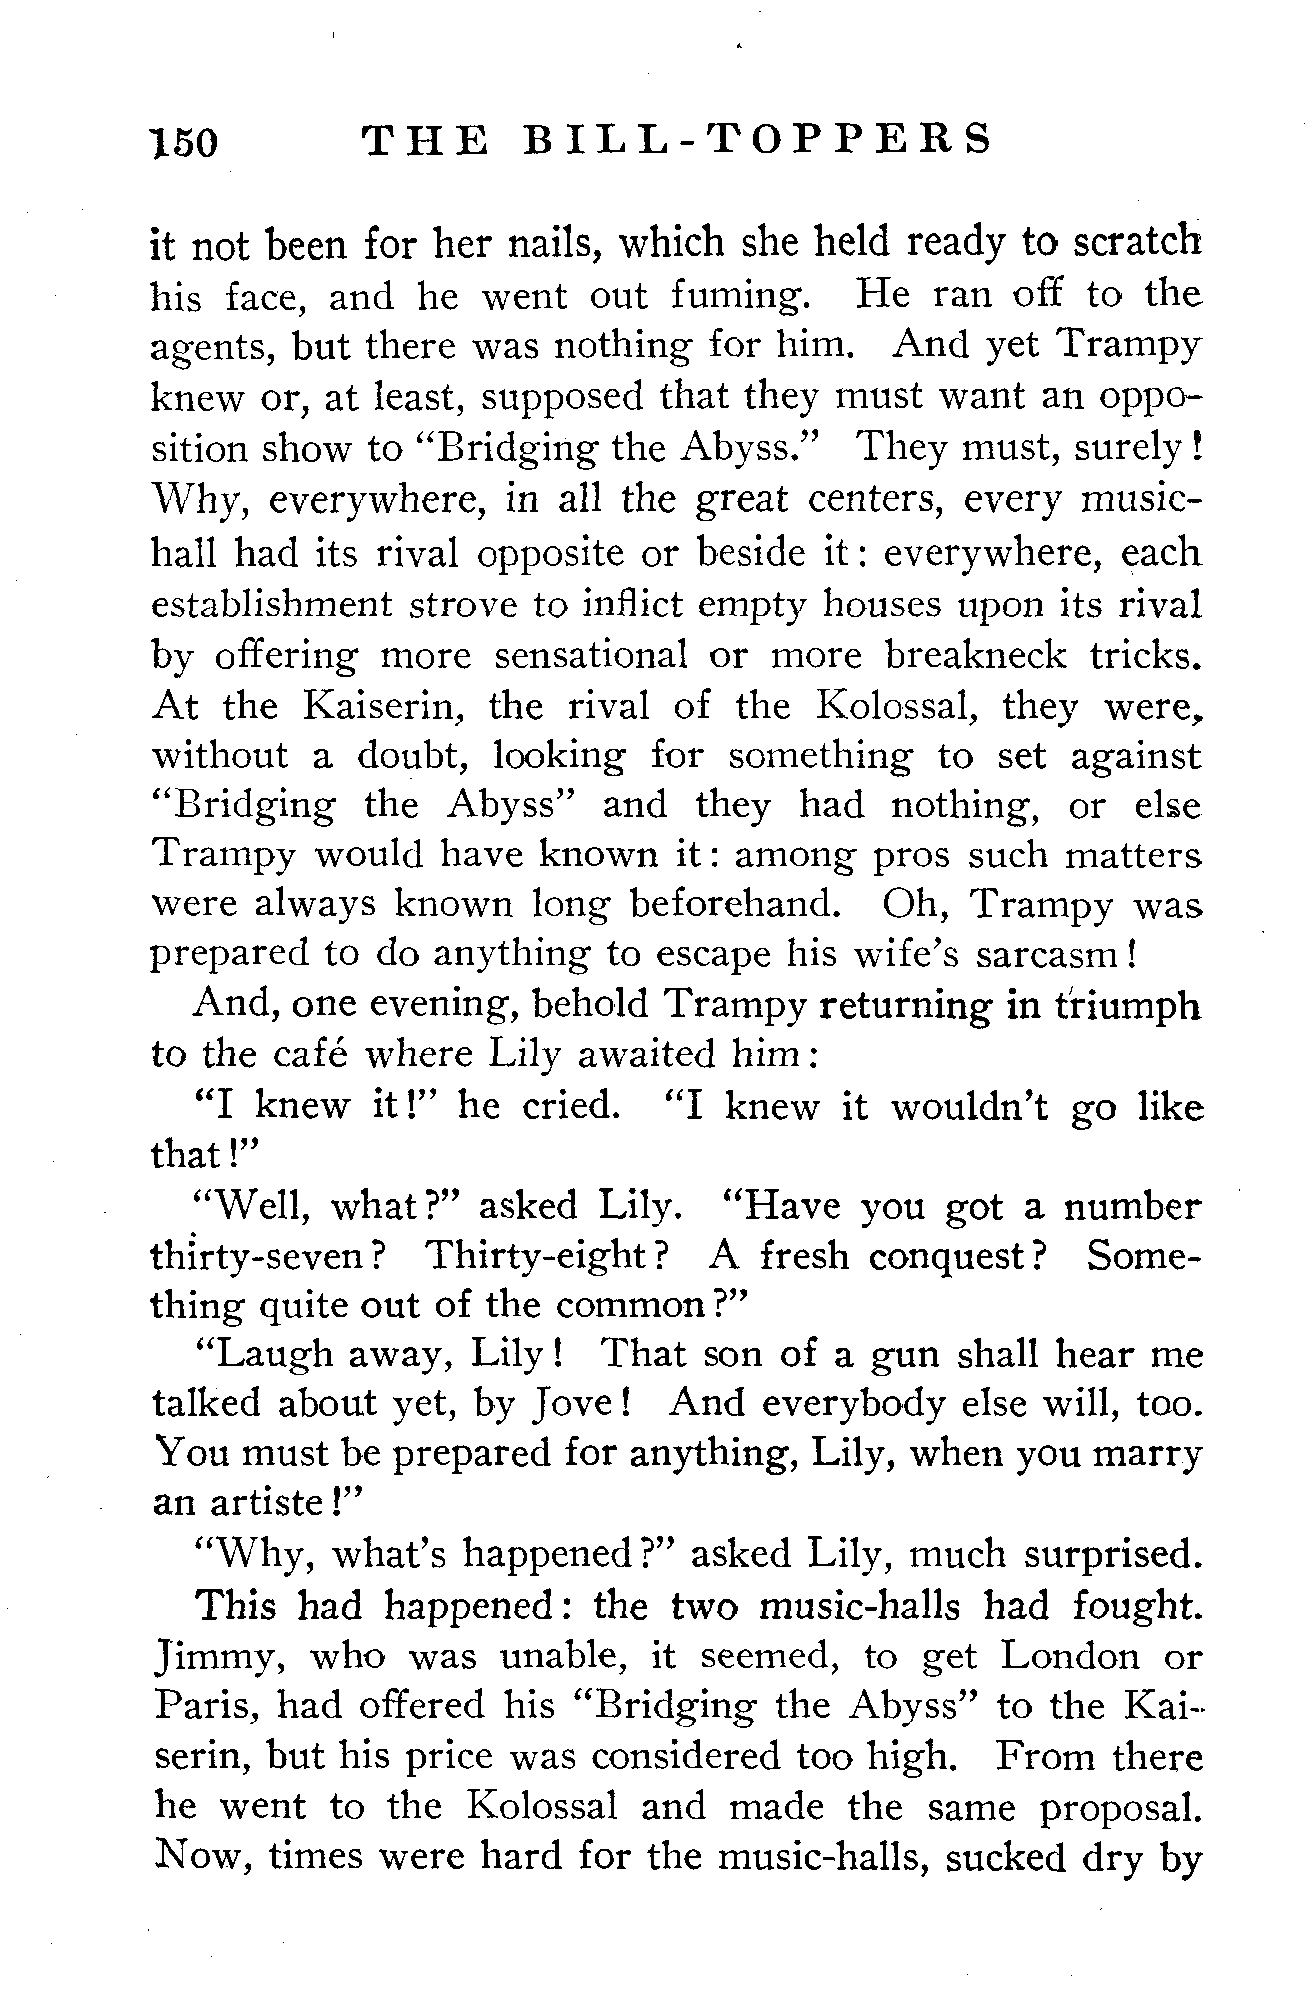 150 THE BILL-TOPPERS
it not been for her nails, which she held ready to scratch
his face, and he went out fuming. He ran off to the
agents, but there was nothing for him. And yet Trampy
knew or, at least, supposed that they must want an oppo-
sition show to “Bridging the Abyss.” They must, surely!
Why, everywhere, in all the great centers, every music-
hall had its rival opposite or beside it: everywhere, each
establishment strove to inflict empty houses upon its rival
by offering more sensational or more breakneck tricks.
At the Kaiserin, the rival of the Kolossal, they were,
without a doubt, looking for something to set against
“Bridging the Abyss” and they had nothing, or else
Trampy would have known it: among pros such matters
were always known long beforehand. Oh, Trampy was
prepared to do anything to escape his wife’s sarcasm!
And, one evening, behold Trampy returning in triumph
to the café where Lily awaited him:
“I knew it!” he cried. “I knew it wouldn’t go like
that!”
“Well, what?” asked Lily. “Have you got a number
thirty-seven? Thirty-eight? A fresh conquest? Some-
thing quite out of the common?”
“Laugh away, Lily! That son of a gun shall hear me
talked about yet, by Jove! And everybody else will, too.
You must be prepared for anything, Lily, when you marry
an artiste!”
“Why, what’s happened?” asked Lily, much surprised.
This had happened: the two music-halls had fought.
Jimmy, who was unable, it seemed, to get London or
Paris, had offered his “Bridging the Abyss” to the Kai-
serin, but his price was considered too high. From there
he went to the Kolossal and made the same proposal.
Now, times were hard for the music-halls, sucked dry by